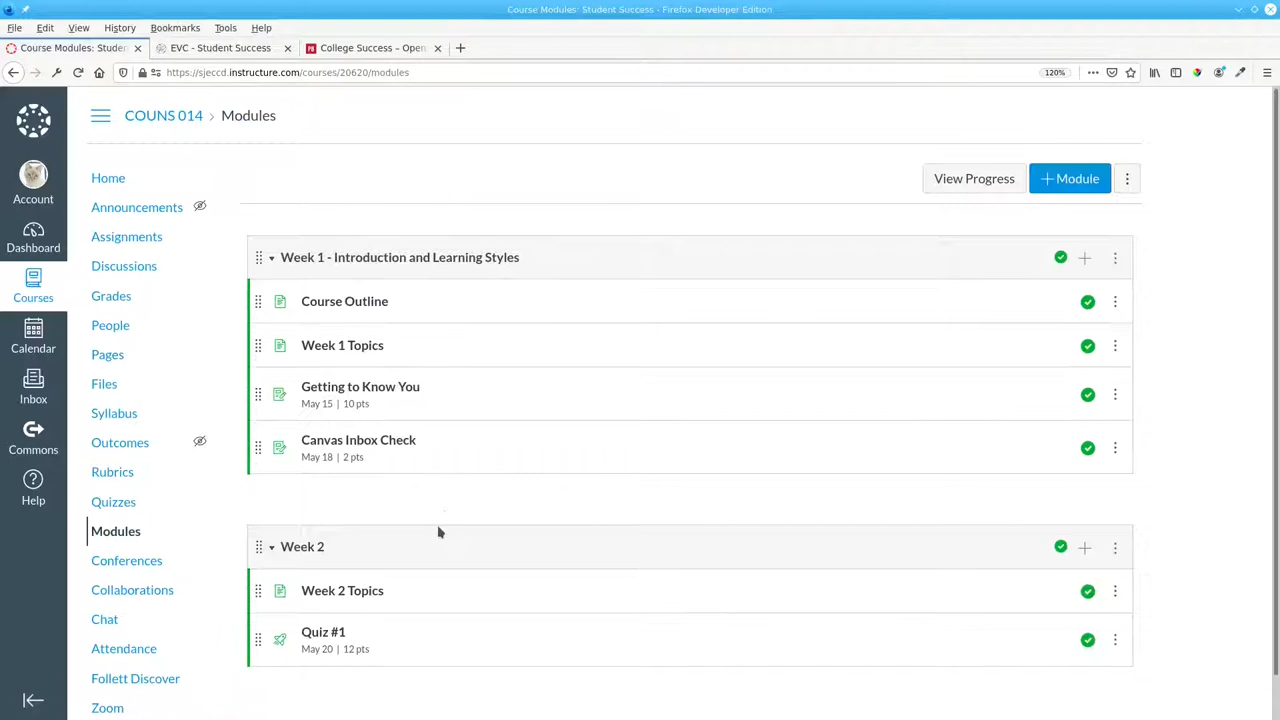 Course Modules: Student Success - Firefox Developer Edition
File Edit View History Bookmarks Tools Help
Course Modules: Studen
EVC - Student Success
College Success – Open
https://sjeccd.instructure.com/courses/20620/modules
120%
COUNS 014 › Modules
Account
Dashboard
Courses
Calendar
Inbox
Commons
Help
Home
Announcements
Assignments
Discussions
Grades
People
Pages
Files
Syllabus
Outcomes
Rubrics
Quizzes
Modules
Conferences
Collaborations
Chat
Attendance
Follett Discover
Zoom
View Progress
+ Module
Week 1 - Introduction and Learning Styles
Course Outline
Week 1 Topics
Getting to Know You
May 15 | 10 pts
Canvas Inbox Check
May 18 | 2 pts
Week 2
Week 2 Topics
Quiz #1
May 20 | 12 pts